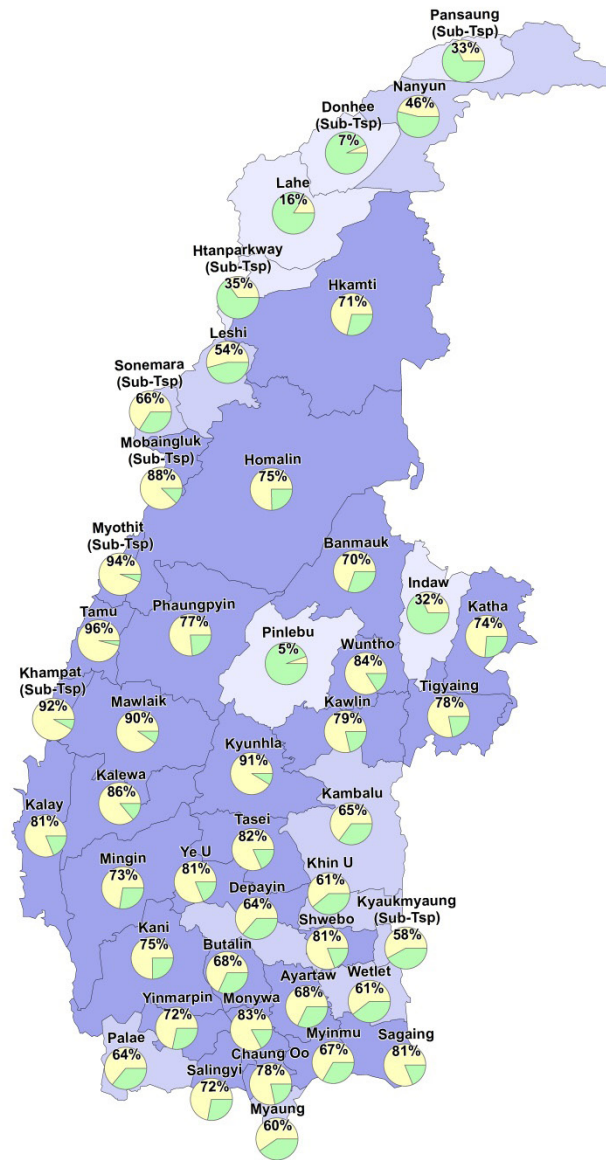 Pansaung
(Sub-Tsp)
33%
Nanyun
46%
Donhee
(Sub-Tsp)
7%
Lahe
16%
Htanparkway
(Sub-Tsp)
35%
Hkamti
71%
Leshi
54%
Sonemara
(Sub-Tsp)
66%
Mobaingluk
(Sub-Tsp)
88%
Homalin
75%
Myothit
(Sub-Tsp)
94%
Banmauk
70%
Indaw
32%
Katha
74%
Tamu
96%
Phaungpyin
77%
Pinlebu
5%
Wuntho
84%
Khampat
(Sub-Tsp)
92%
Mawlaik
90%
Kawlin
79%
Tigyaing
78%
Kyunhla
91%
Kalewa
86%
Kalay
81%
Kambalu
65%
Tasei
82%
Mingin
73%
Ye U
81%
Khin U
61%
Depayin
64%
Kyaukmyaung
(Sub-Tsp)
58%
Shwebo
81%
Kani
75%
Butalin
68%
Ayartaw
68%
Wetlet
61%
Yinmarpin
72%
Monywa
83%
Palae
64%
Chaung Oo
78%
Myinmu
67%
Sagaing
81%
Salingyi
72%
Myaung
60%